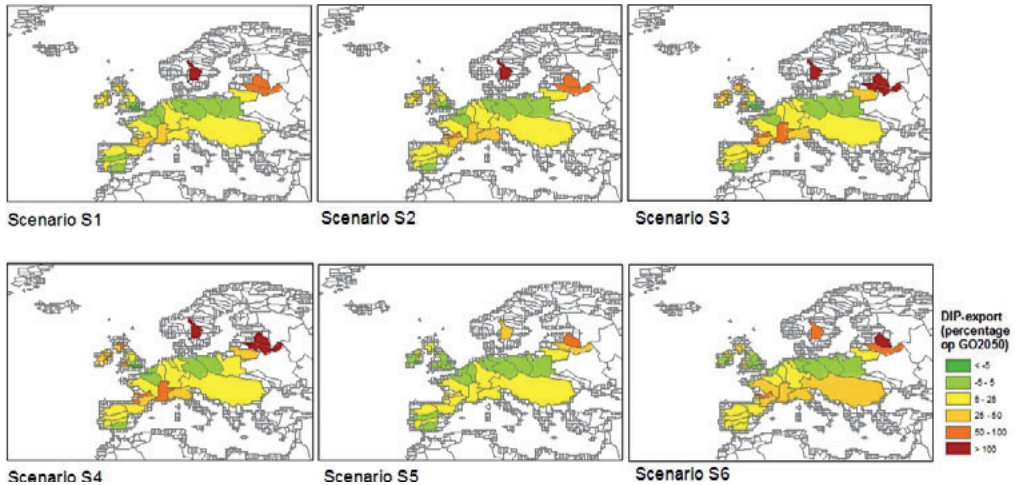 Scenario S1
Scenario S2
Scenario S3
Scenario S4
Scenario S5
Scenario S6
DIP-export
(percentage
op GO2050)
< -5
-5 - 5
5 - 25
25 - 50
50 - 100
> 100